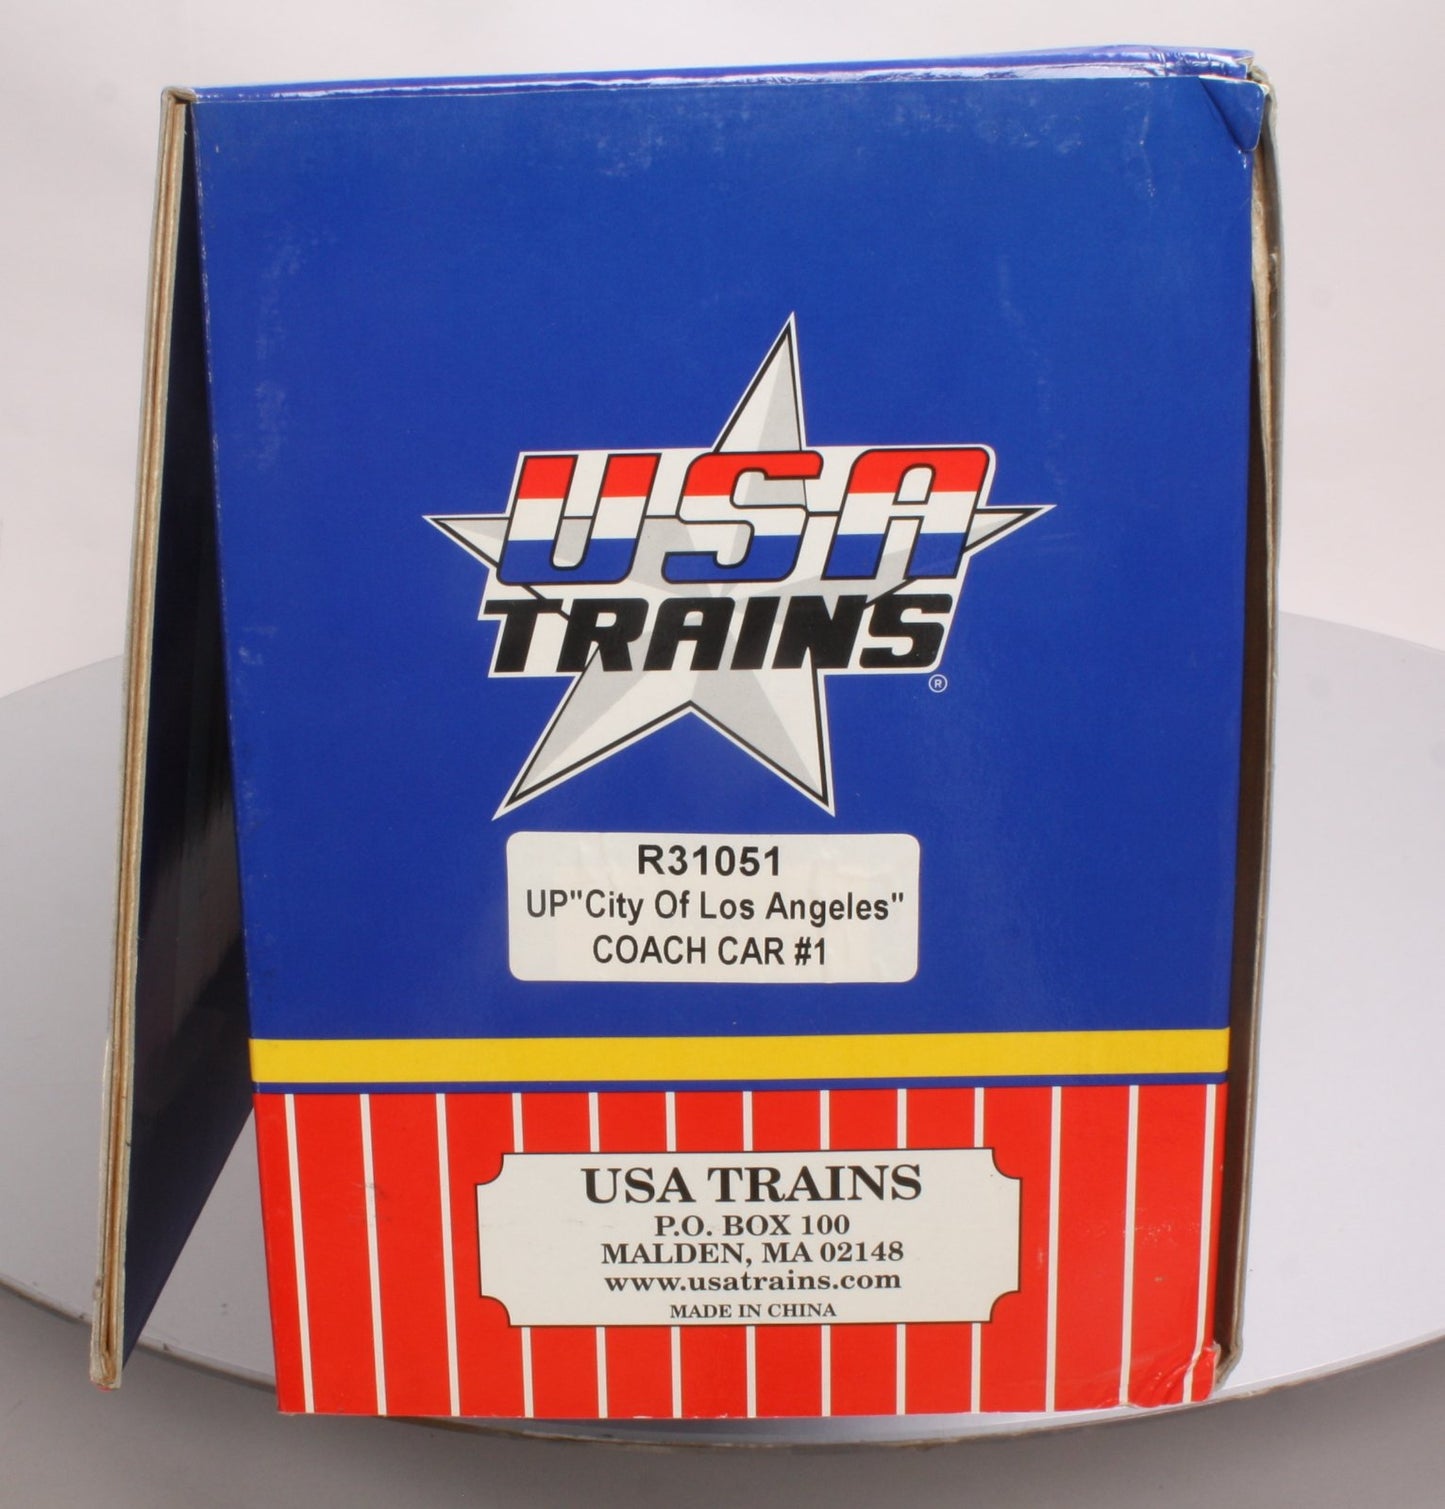 USA
TRAINS
®
R31051
UP"City Of Los Angeles"
COACH CAR #1
USA TRAINS
P.O. BOX 100
MALDEN, MA 02148
www.usatrains.com
MADE IN CHINA